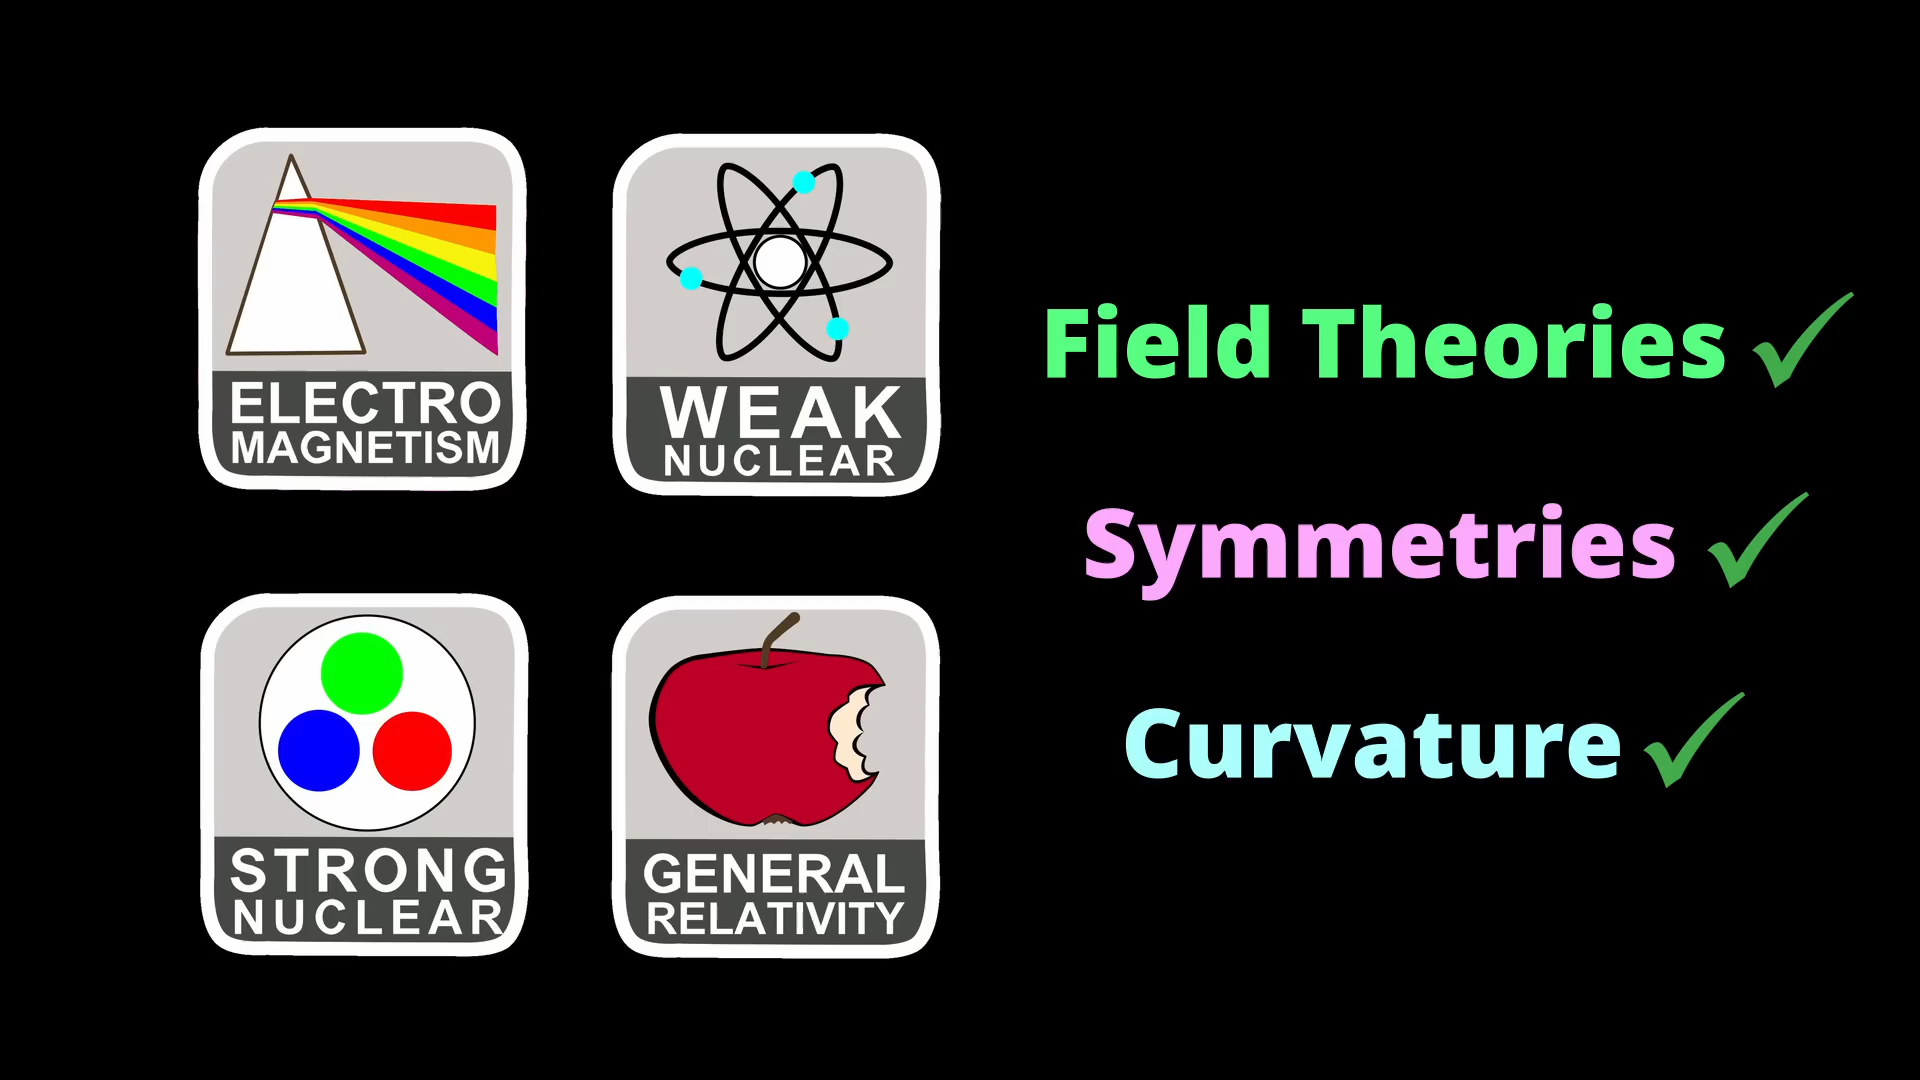 ELECTRO
MAGNETISM
WEAK
NUCLEAR
STRONG
NUCLEAR
GENERAL
RELATIVITY
Field Theories
Symmetries
Curvature